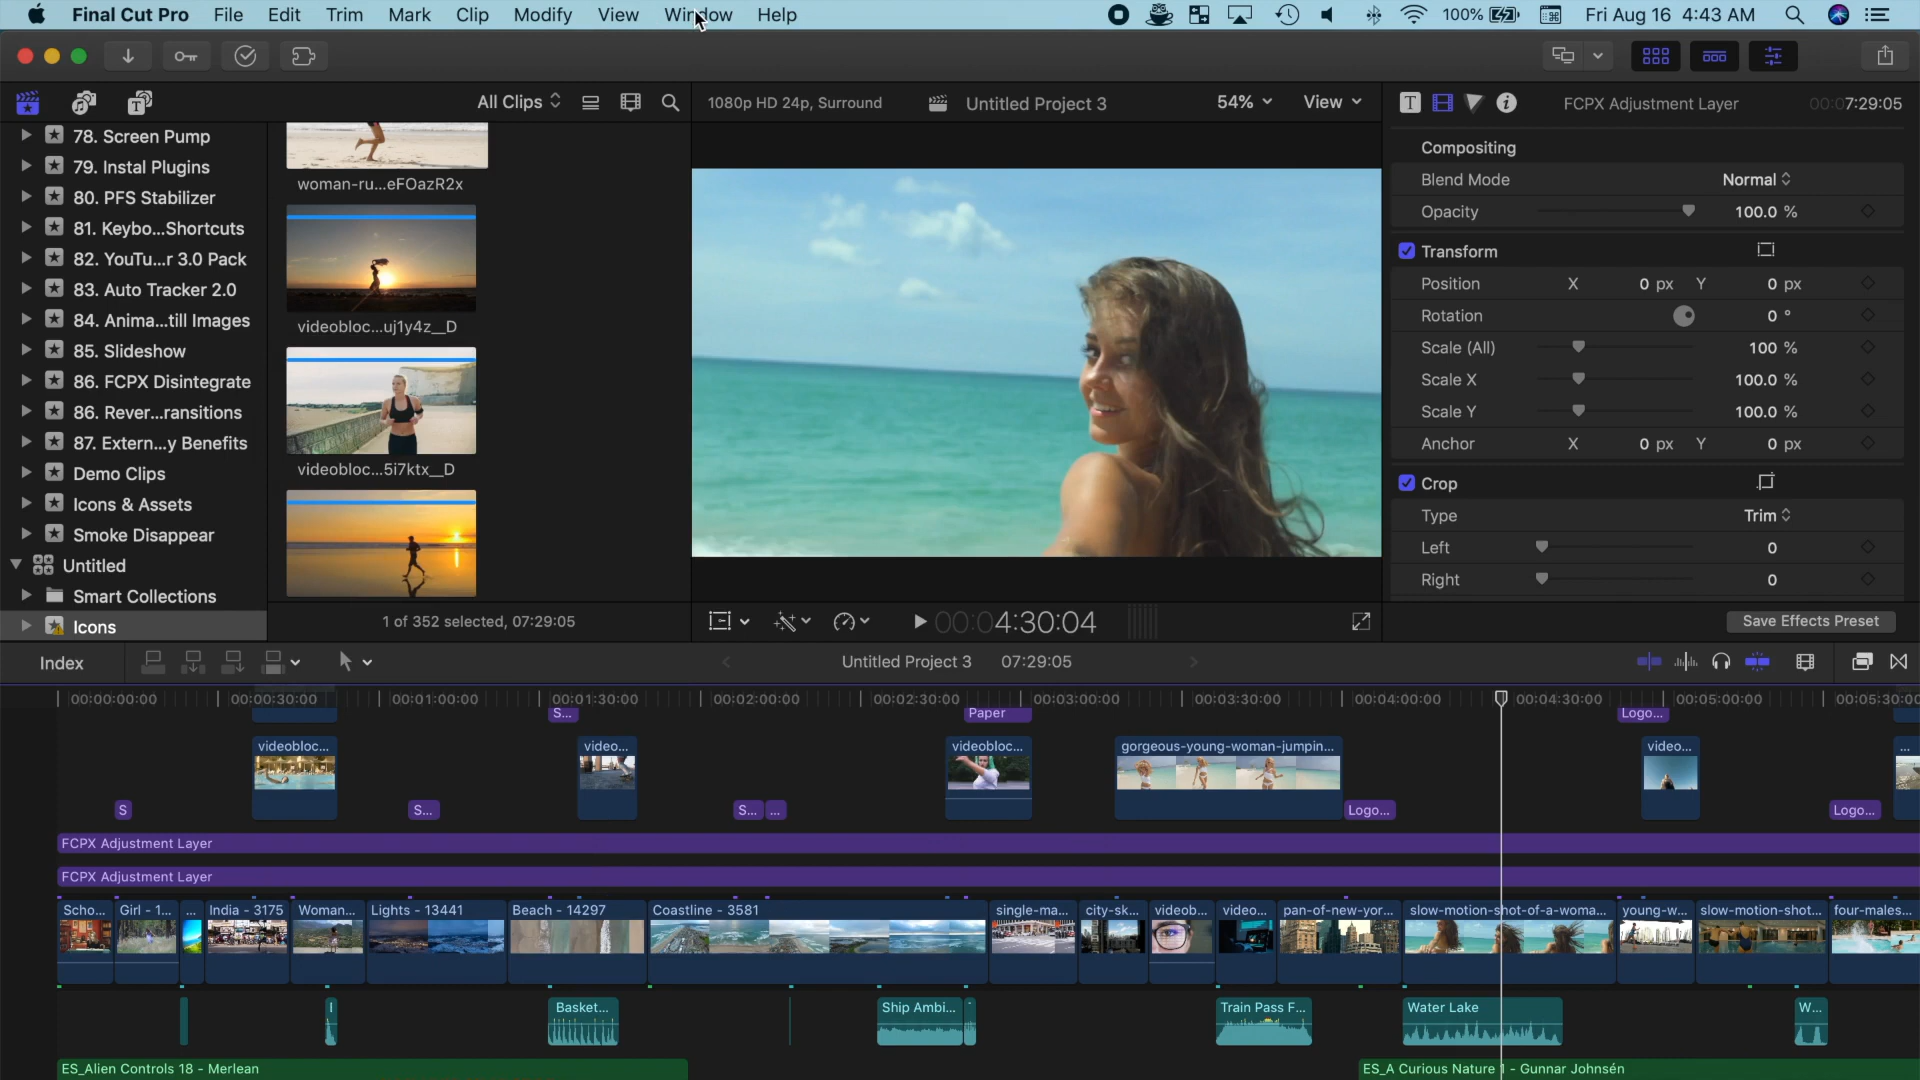 Final Cut Pro File Edit Trim Mark Clip Modify View Window Help 100% Fri Aug 16 4:43 AM
All Clips 1080p HD 24p, Surround Untitled Project 3 54% View FCPX Adjustment Layer 00:07:29:05
78. Screen Pump
79. Instal Plugins
80. PFS Stabilizer
81. Keybo...Shortcuts
82. YouTu...r 3.0 Pack
83. Auto Tracker 2.0
84. Anima...till Images
85. Slideshow
86. FCPX Disintegrate
86. Rever...ransitions
87. Extern...y Benefits
Demo Clips
Icons & Assets
Smoke Disappear
Untitled
Smart Collections
Icons
woman-ru...eFOazR2x
videobloc...uj1y4z__D
videobloc...5i7ktx__D
1 of 352 selected, 07:29:05
00:04:30:04
Compositing
Blend Mode Normal
Opacity 100.0 %
Transform
Position X 0 px Y 0 px
Rotation 0 °
Scale (All) 100 %
Scale X 100.0 %
Scale Y 100.0 %
Anchor X 0 px Y 0 px
Crop
Type Trim
Left 0
Right 0
Save Effects Preset
Index Untitled Project 3 07:29:05
00:00:00:00 00:00:30:00 00:01:00:00 00:01:30:00 00:02:00:00 00:02:30:00 00:03:00:00 00:03:30:00 00:04:00:00 00:04:30:00 00:05:00:00 00:05:30:00
S... Paper Logo...
videobloc... video... videobloc... gorgeous-young-woman-jumpin... video... ...
S S... S... ... Logo... Logo...
FCPX Adjustment Layer
FCPX Adjustment Layer
Scho... Girl - 1... ... India - 3175 Woman... Lights - 13441 Beach - 14297 Coastline - 3581 single-ma... city-sk... videob... video... pan-of-new-yor... slow-motion-shot-of-a-woma... young-w... slow-motion-shot... four-males...
Basket... Ship Ambi... Train Pass F... Water Lake W...
ES_Alien Controls 18 - Merlean ES_A Curious Nature 1 - Gunnar Johnsén